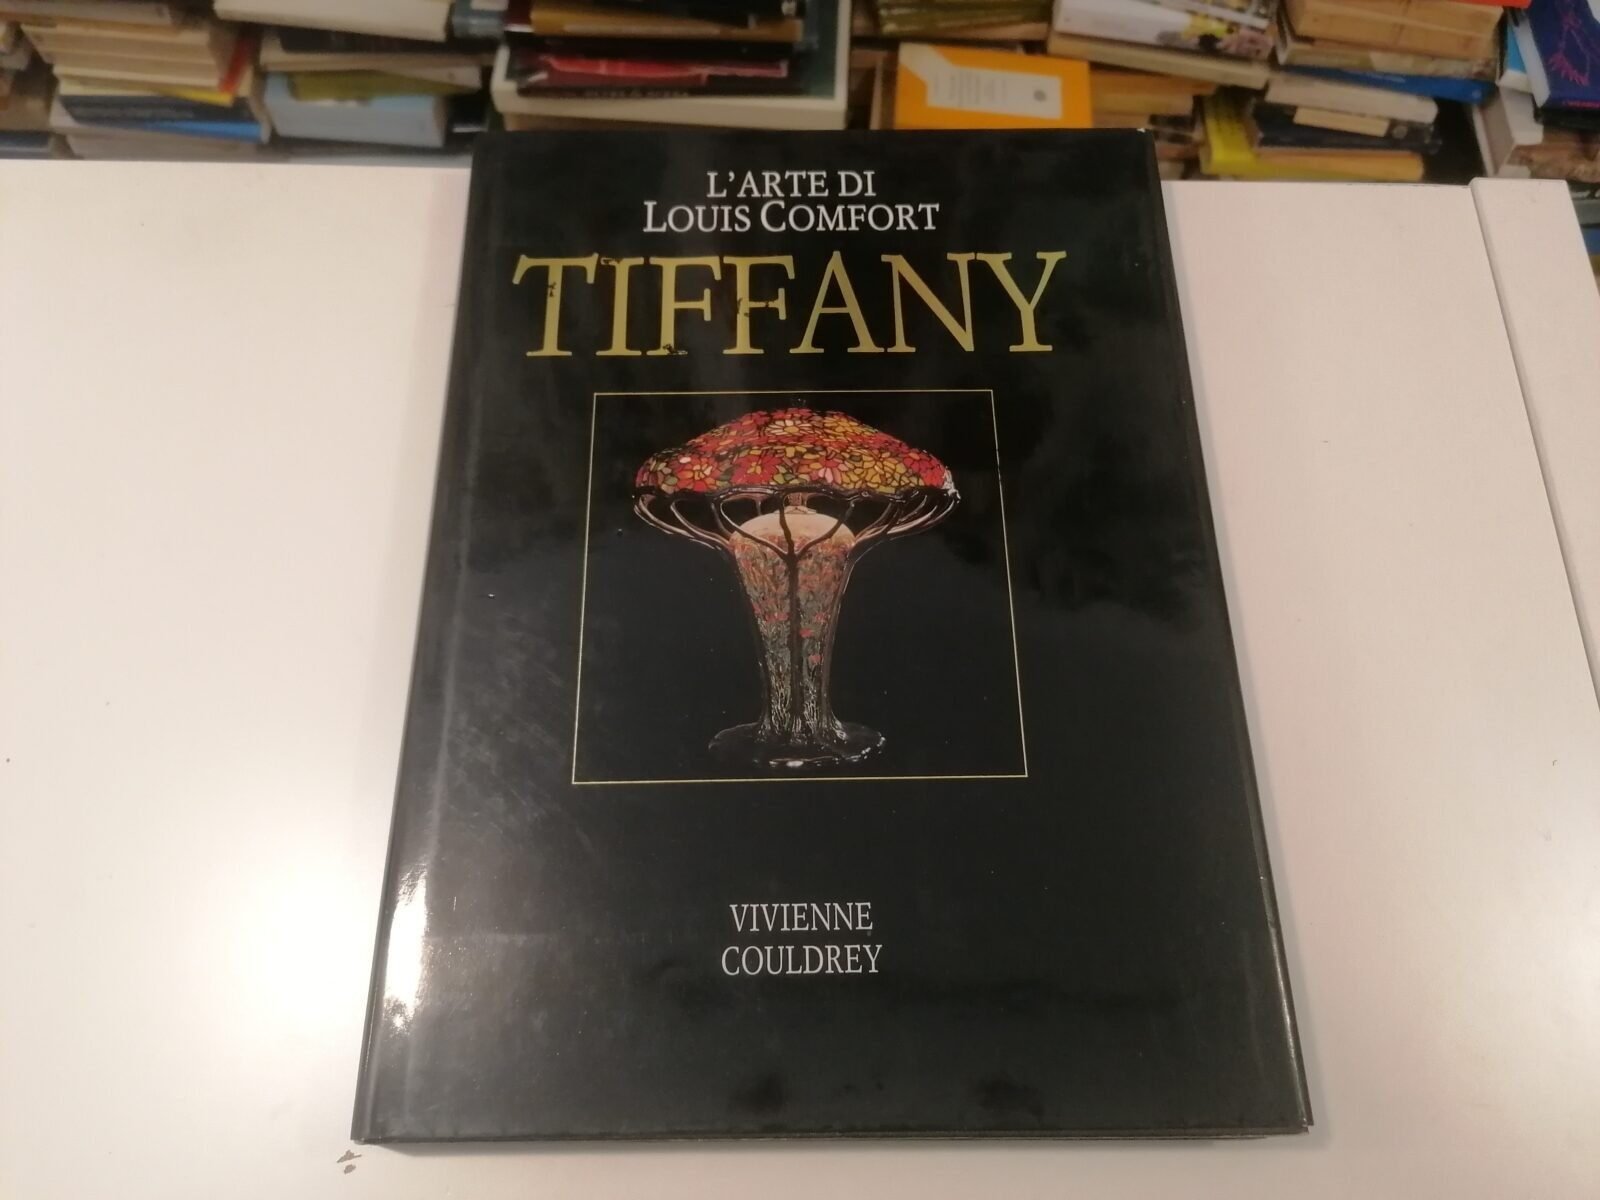 L'ARTE DI
LOUIS COMFORT
TIFFANY
VIVIENNE
COULDREY